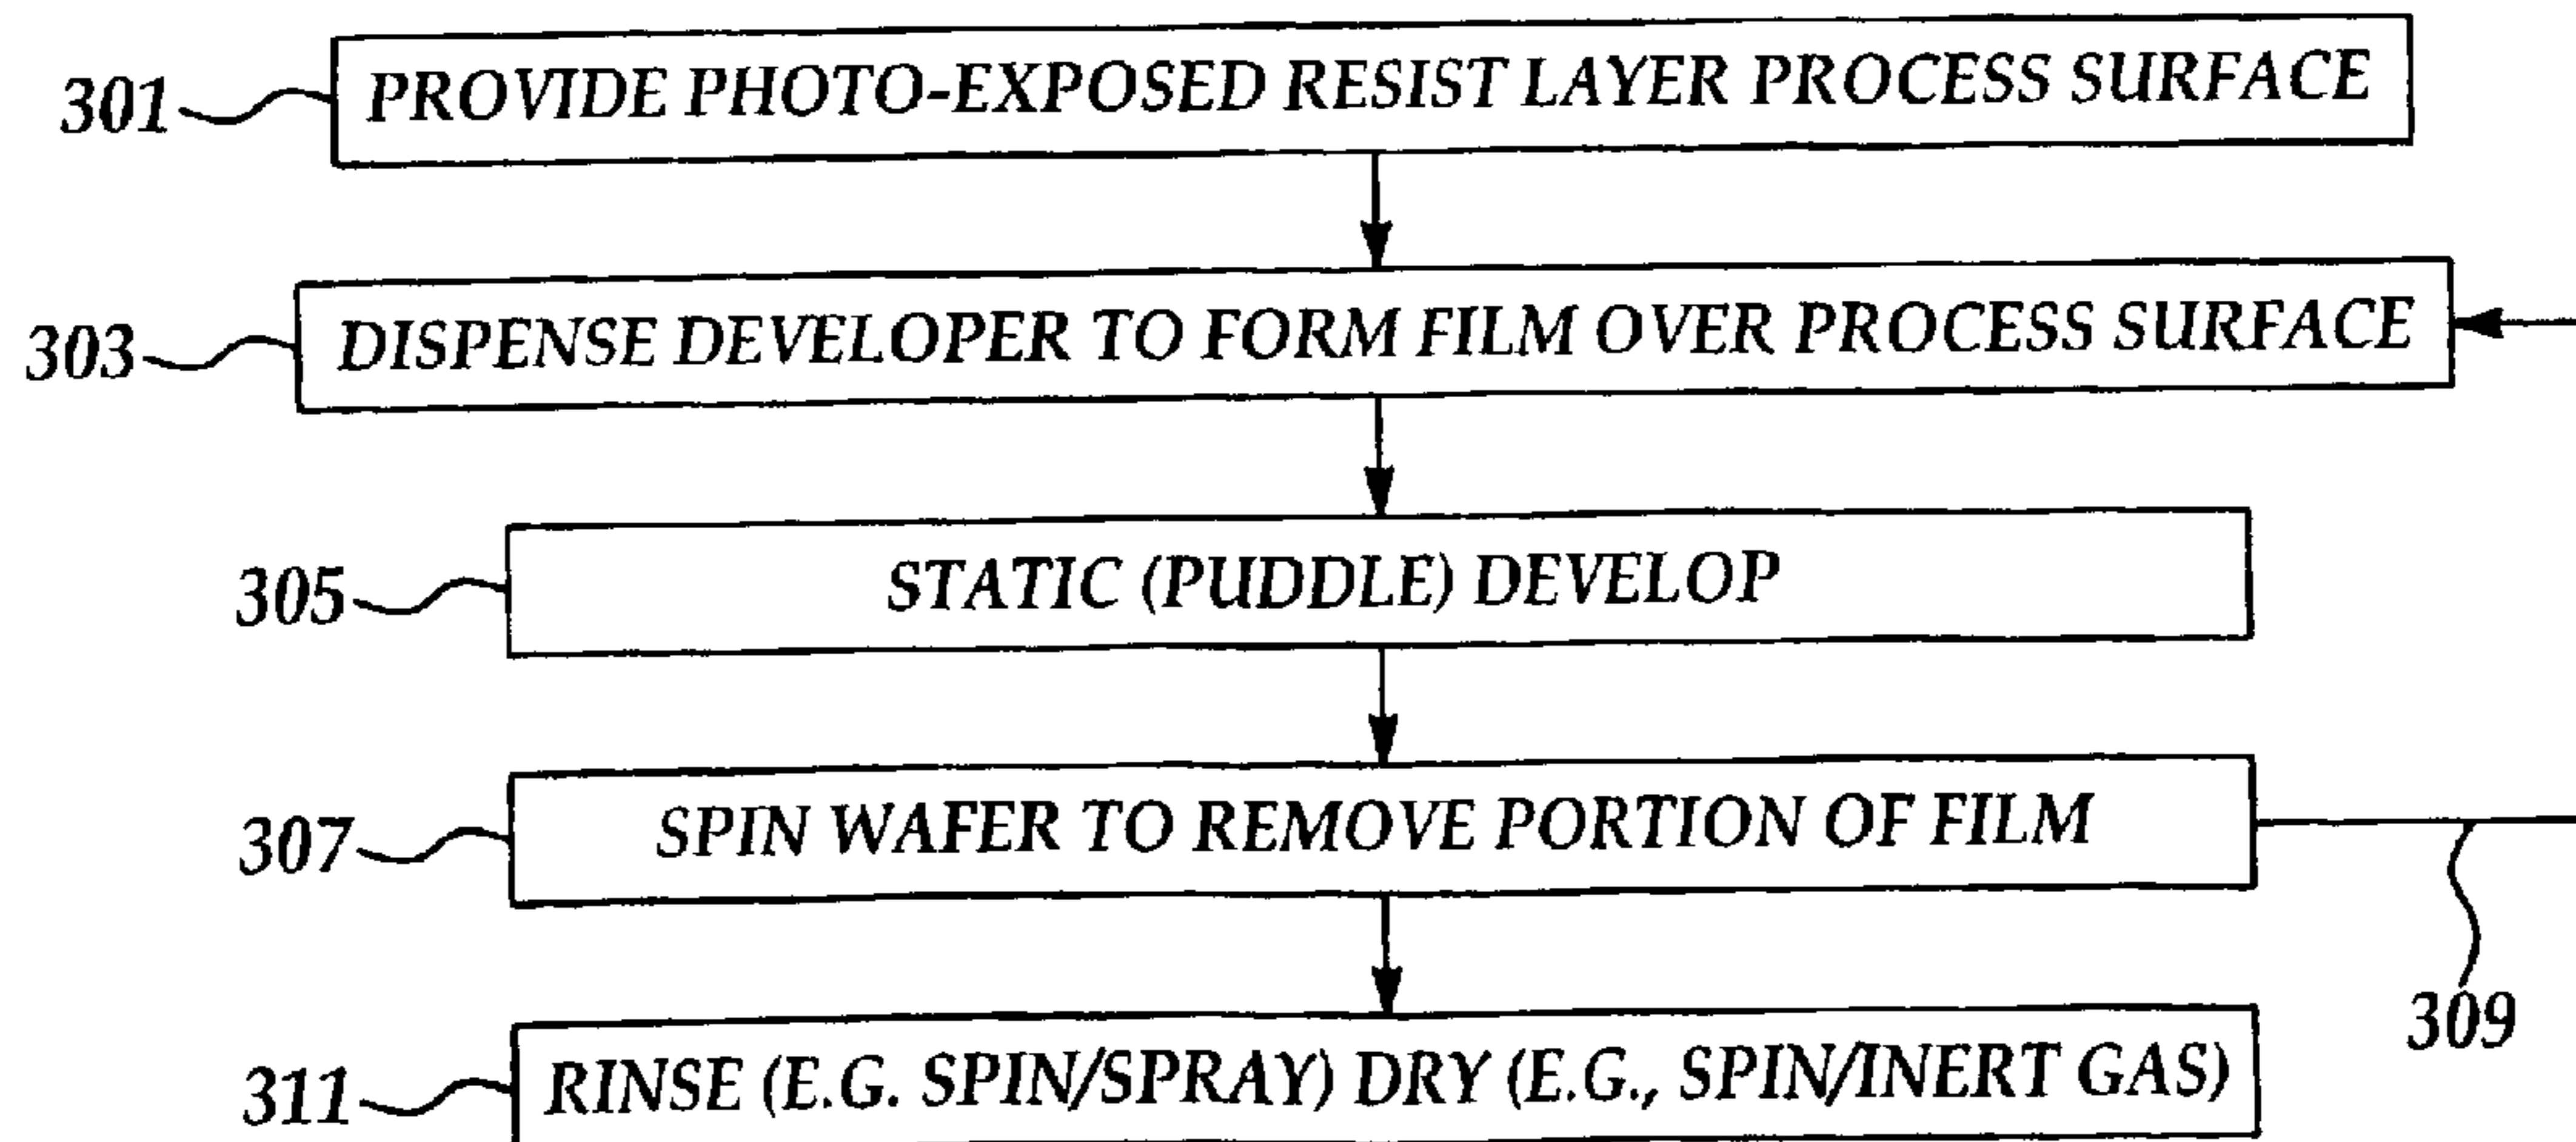 301 PROVIDE PHOTO-EXPOSED RESIST LAYER PROCESS SURFACE
303 DISPENSE DEVELOPER TO FORM FILM OVER PROCESS SURFACE
305 STATIC (PUDDLE) DEVELOP
307 SPIN WAFER TO REMOVE PORTION OF FILM
309
311 RINSE (E.G. SPIN/SPRAY) DRY (E.G., SPIN/INERT GAS)